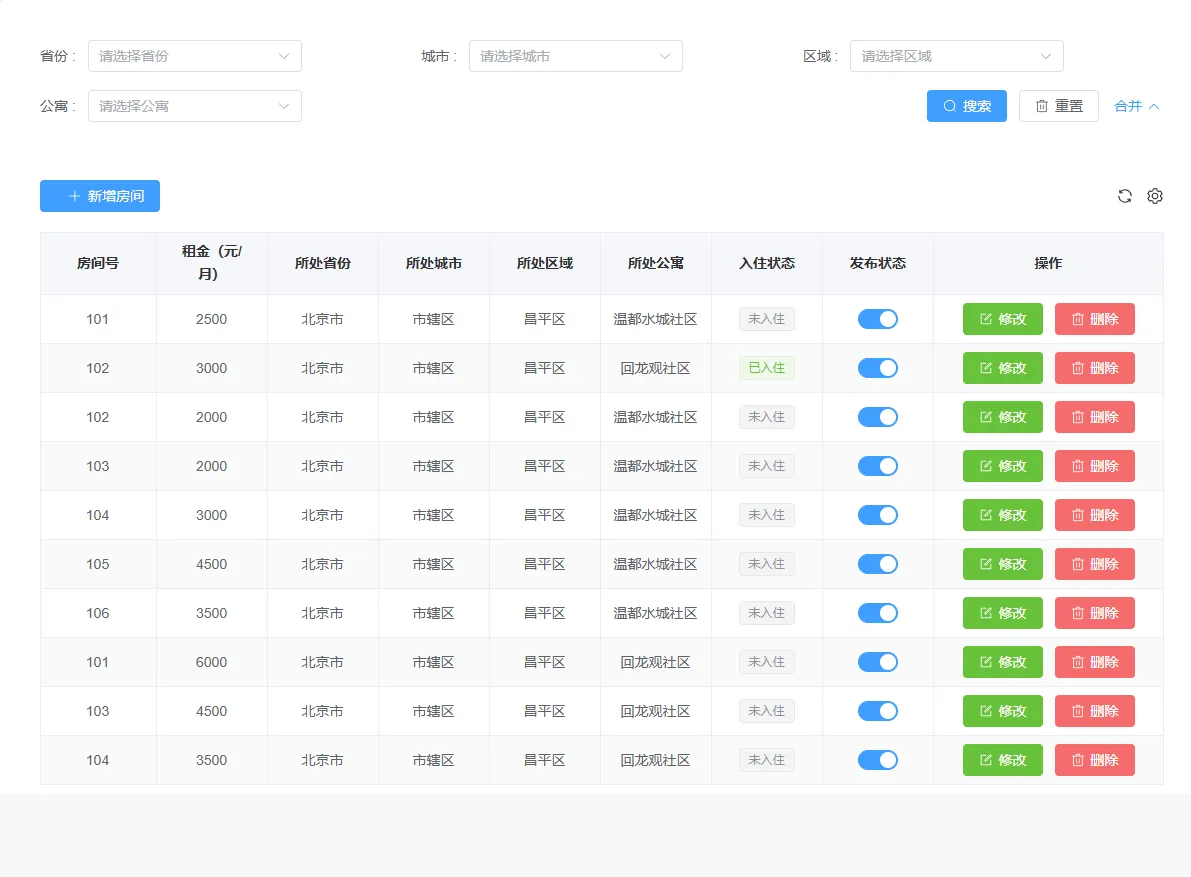 省份 : 请选择省份 城市 : 请选择城市 区域 : 请选择区域
公寓 : 请选择公寓 搜索 重置 合并
新增房间
房间号 租金（元/月） 所处省份 所处城市 所处区域 所处公寓 入住状态 发布状态 操作
101 2500 北京市 市辖区 昌平区 温都水城社区 未入住 修改 删除
102 3000 北京市 市辖区 昌平区 回龙观社区 已入住 修改 删除
102 2000 北京市 市辖区 昌平区 温都水城社区 未入住 修改 删除
103 2000 北京市 市辖区 昌平区 温都水城社区 未入住 修改 删除
104 3000 北京市 市辖区 昌平区 温都水城社区 未入住 修改 删除
105 4500 北京市 市辖区 昌平区 温都水城社区 未入住 修改 删除
106 3500 北京市 市辖区 昌平区 温都水城社区 未入住 修改 删除
101 6000 北京市 市辖区 昌平区 回龙观社区 未入住 修改 删除
103 4500 北京市 市辖区 昌平区 回龙观社区 未入住 修改 删除
104 3500 北京市 市辖区 昌平区 回龙观社区 未入住 修改 删除